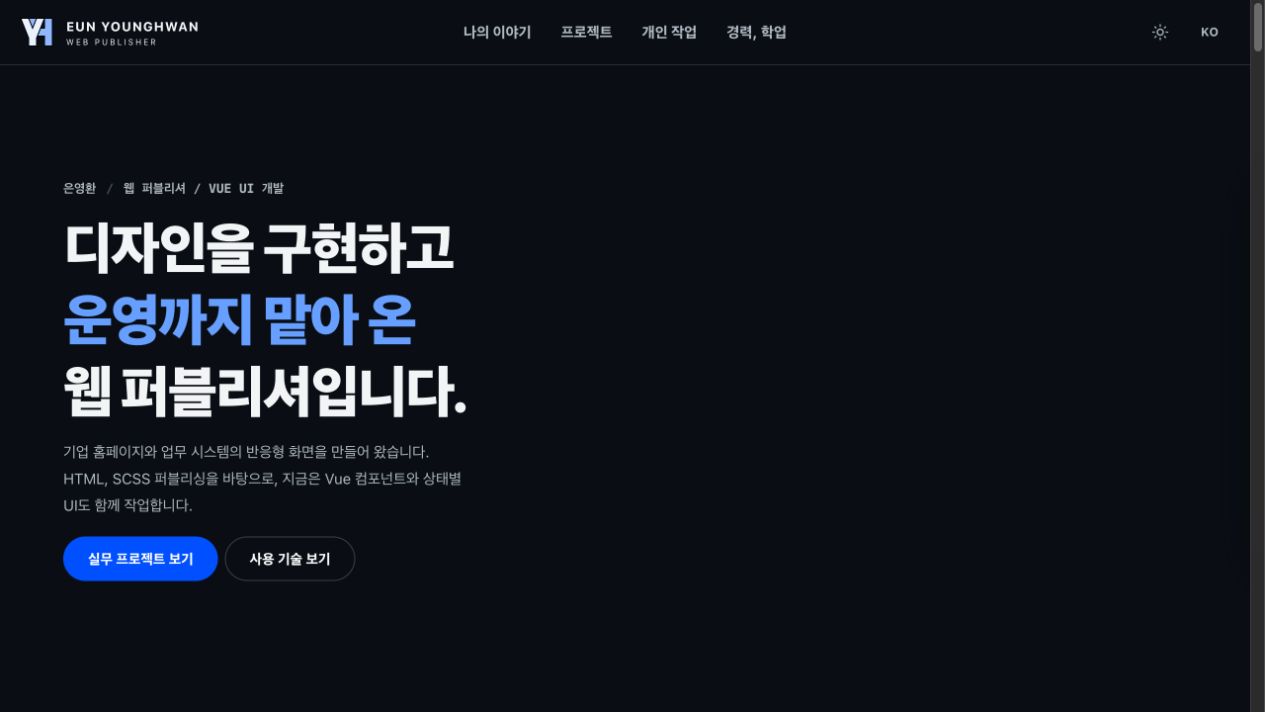 YH
EUN YOUNGHWAN
WEB PUBLISHER
나의 이야기
프로젝트
개인 작업
경력, 학업
KO
은영환 / 웹 퍼블리셔 / VUE UI 개발
디자인을 구현하고
운영까지 맡아 온
웹 퍼블리셔입니다.
기업 홈페이지와 업무 시스템의 반응형 화면을 만들어 왔습니다.
HTML, SCSS 퍼블리싱을 바탕으로, 지금은 Vue 컴포넌트와 상태별
UI도 함께 작업합니다.
실무 프로젝트 보기
사용 기술 보기